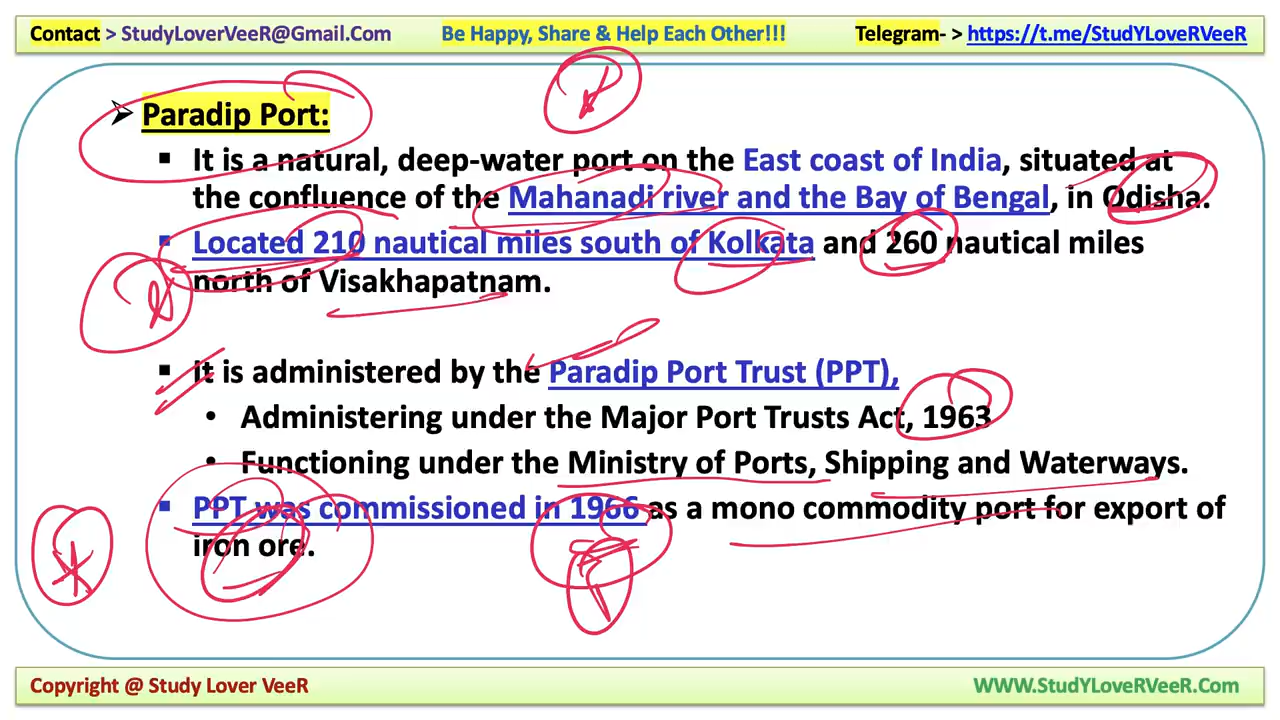 Contact > StudyLoverVeeR@Gmail.Com Be Happy, Share & Help Each Other!!! Telegram- > https://t.me/StudYLoveRVeeR
Paradip Port:
It is a natural, deep-water port on the East coast of India, situated at
the confluence of the Mahanadi river and the Bay of Bengal, in Odisha.
Located 210 nautical miles south of Kolkata and 260 nautical miles
north of Visakhapatnam.
It is administered by the Paradip Port Trust (PPT),
Administering under the Major Port Trusts Act, 1963
Functioning under the Ministry of Ports, Shipping and Waterways.
PPT was commissioned in 1966 as a mono commodity port for export of
iron ore.
Copyright @ Study Lover VeeR WWW.StudYLoveRVeeR.Com